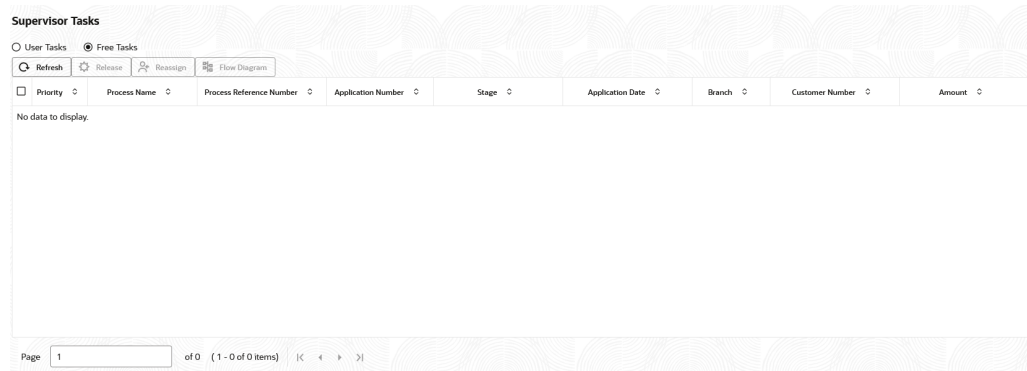 Supervisor Tasks
User Tasks Free Tasks
Refresh Release Reassign Flow Diagram
Priority Process Name Process Reference Number Application Number Stage Application Date Branch Customer Number Amount
No data to display.
Page 1 of 0 ( 1 - 0 of 0 items)